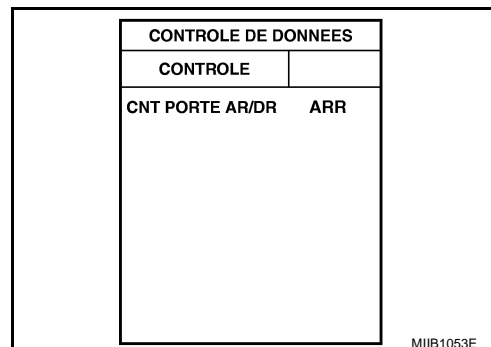 CONTROLE DE DONNEES
CONTROLE
CNT PORTE AR/DR ARR
MIIB1053E